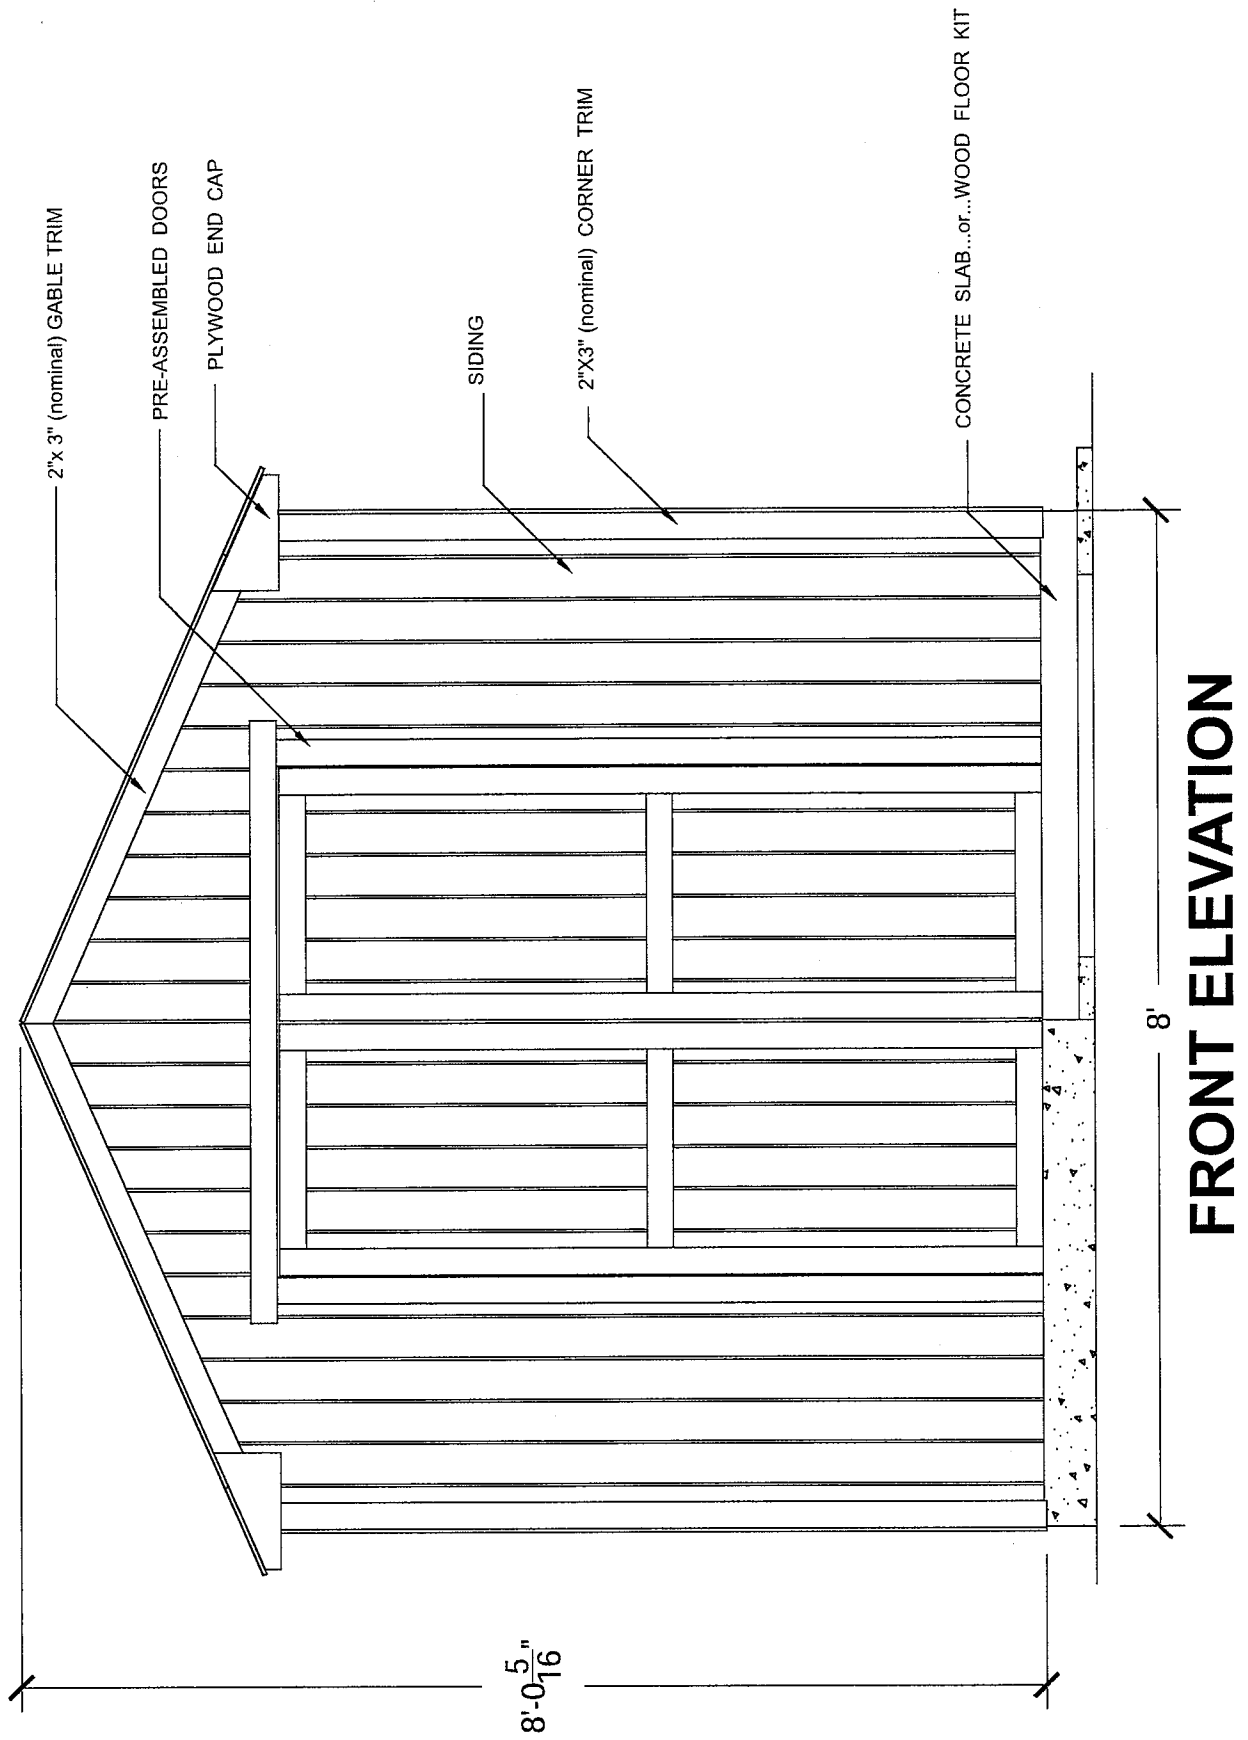 2"x 3" (nominal) GABLE TRIM
PRE-ASSEMBLED DOORS
PLYWOOD END CAP
SIDING
2"X3" (nominal) CORNER TRIM
CONCRETE SLAB...or...WOOD FLOOR KIT
8'-0 5/16"
8'
FRONT ELEVATION